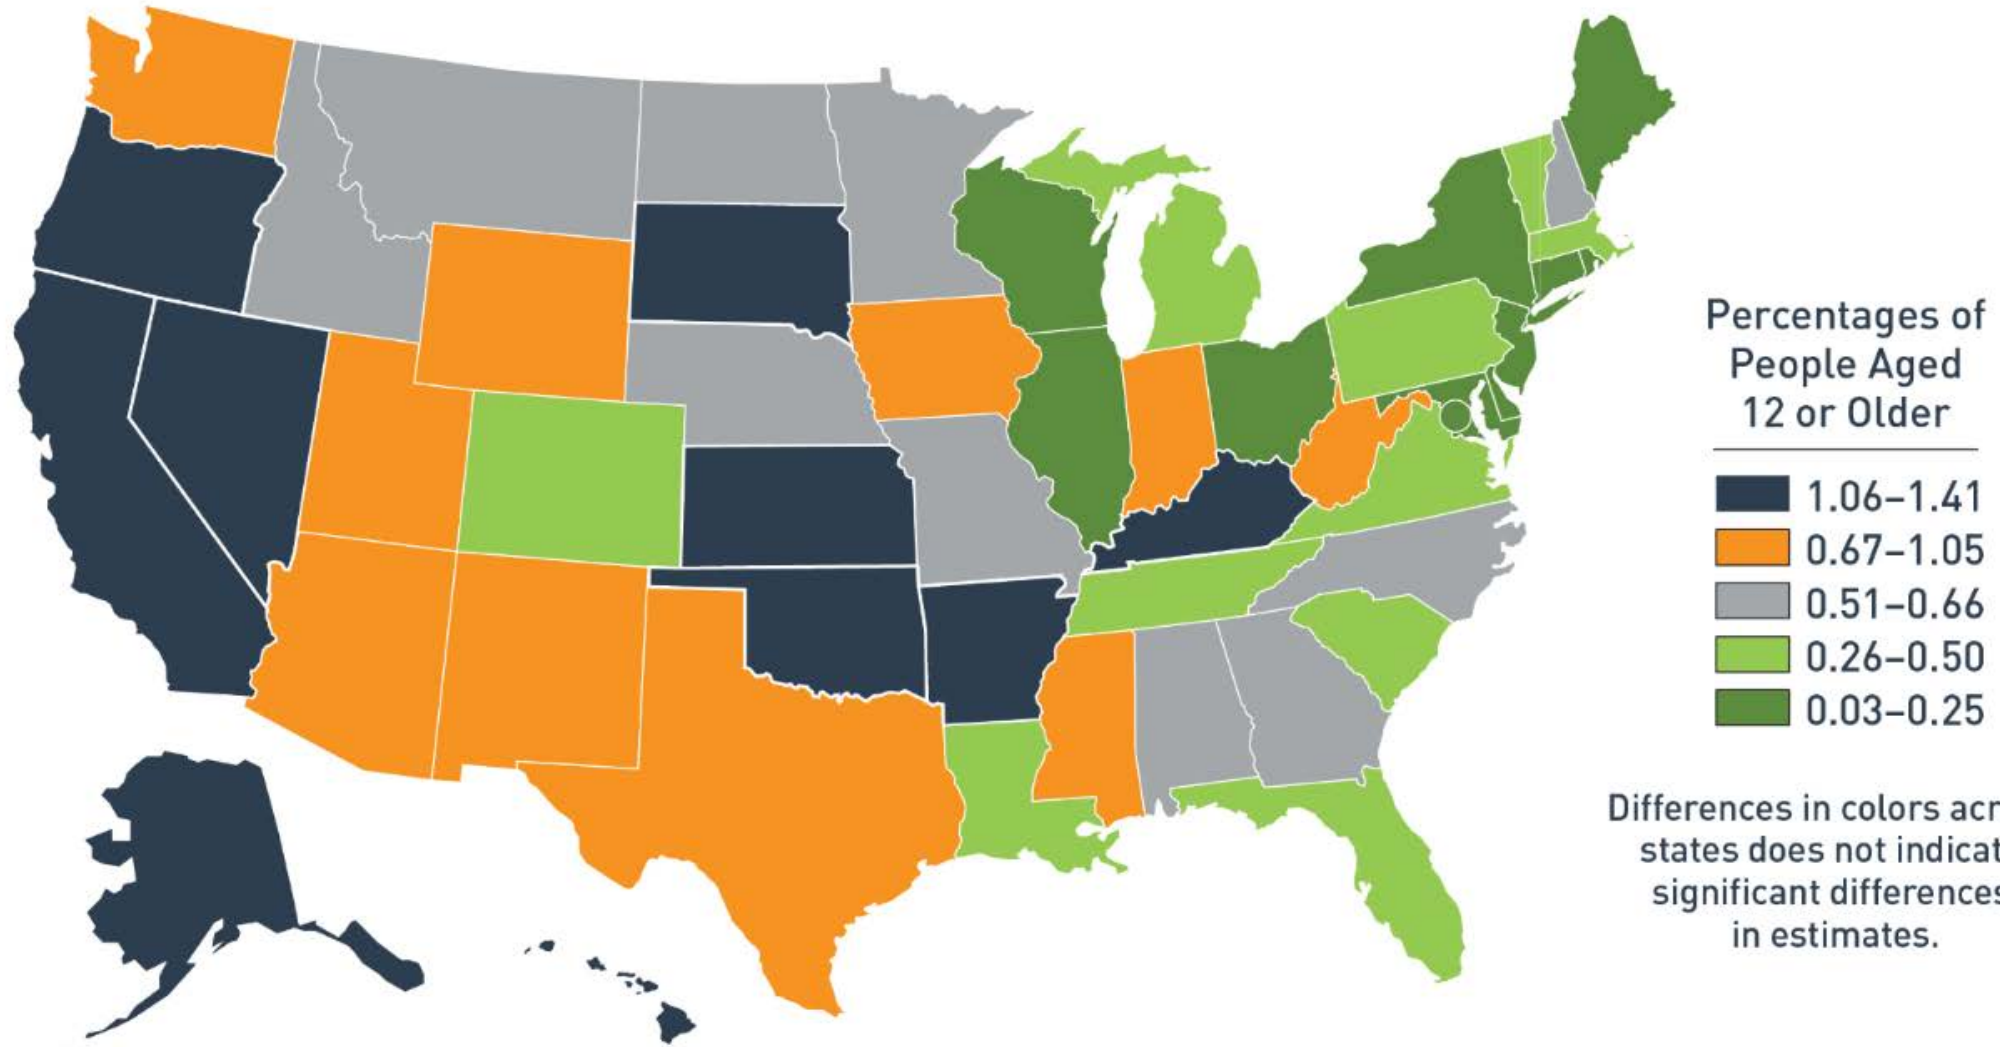 Percentages of
People Aged
12 or Older
1.06–1.41
0.67–1.05
0.51–0.66
0.26–0.50
0.03–0.25
Differences in colors acr
states does not indicat
significant differences
in estimates.